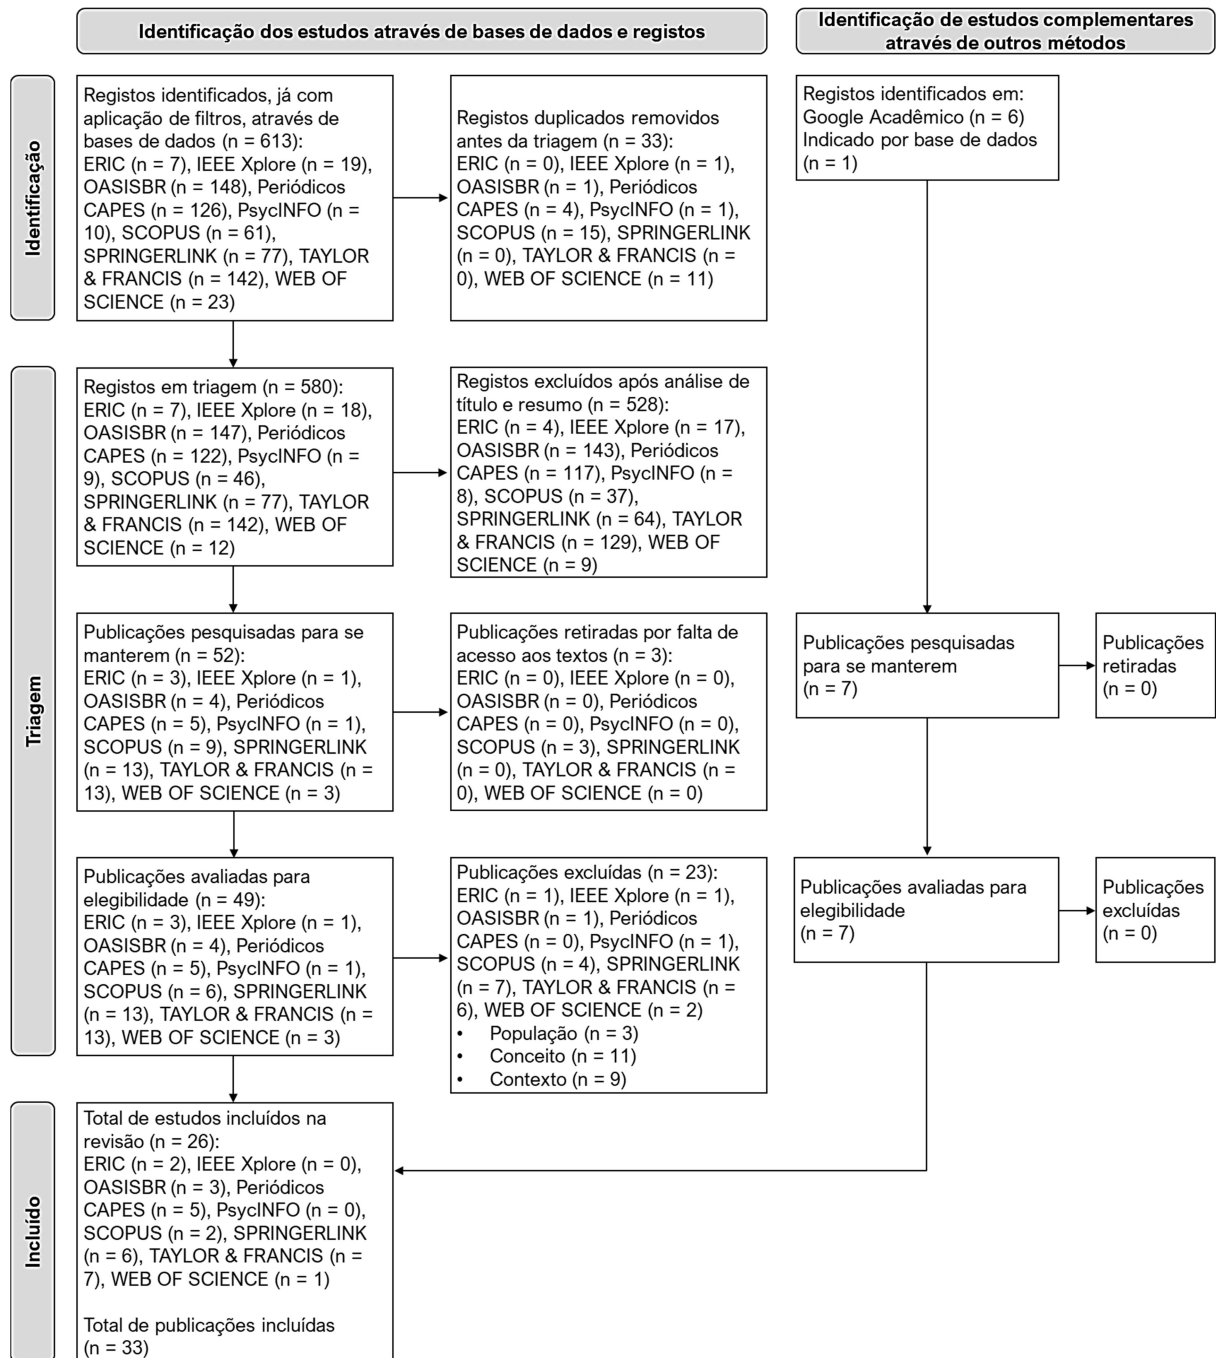 Identificação dos estudos através de bases de dados e registos
Identificação de estudos complementares
através de outros métodos
Identificação
Registos identificados, já com
aplicação de filtros, através de
bases de dados (n = 613):
ERIC (n = 7), IEEE Xplore (n = 19),
OASISBR (n = 148), Periódicos
CAPES (n = 126), PsycINFO (n =
10), SCOPUS (n = 61),
SPRINGERLINK (n = 77), TAYLOR
& FRANCIS (n = 142), WEB OF
SCIENCE (n = 23)
Registos duplicados removidos
antes da triagem (n = 33):
ERIC (n = 0), IEEE Xplore (n = 1),
OASISBR (n = 1), Periódicos
CAPES (n = 4), PsycINFO (n = 1),
SCOPUS (n = 15), SPRINGERLINK
(n = 0), TAYLOR & FRANCIS (n =
0), WEB OF SCIENCE (n = 11)
Registos identificados em:
Google Acadêmico (n = 6)
Indicado por base de dados
(n = 1)
Triagem
Registos em triagem (n = 580):
ERIC (n = 7), IEEE Xplore (n = 18),
OASISBR (n = 147), Periódicos
CAPES (n = 122), PsycINFO (n =
9), SCOPUS (n = 46),
SPRINGERLINK (n = 77), TAYLOR
& FRANCIS (n = 142), WEB OF
SCIENCE (n = 12)
Registos excluídos após análise de
título e resumo (n = 528):
ERIC (n = 4), IEEE Xplore (n = 17),
OASISBR (n = 143), Periódicos
CAPES (n = 117), PsycINFO (n =
8), SCOPUS (n = 37),
SPRINGERLINK (n = 64), TAYLOR
& FRANCIS (n = 129), WEB OF
SCIENCE (n = 9)
Publicações pesquisadas para se
manterem (n = 52):
ERIC (n = 3), IEEE Xplore (n = 1),
OASISBR (n = 4), Periódicos
CAPES (n = 5), PsycINFO (n = 1),
SCOPUS (n = 9), SPRINGERLINK
(n = 13), TAYLOR & FRANCIS (n =
13), WEB OF SCIENCE (n = 3)
Publicações retiradas por falta de
acesso aos textos (n = 3):
ERIC (n = 0), IEEE Xplore (n = 0),
OASISBR (n = 0), Periódicos
CAPES (n = 0), PsycINFO (n = 0),
SCOPUS (n = 3), SPRINGERLINK
(n = 0), TAYLOR & FRANCIS (n =
0), WEB OF SCIENCE (n = 0)
Publicações pesquisadas
para se manterem
(n = 7)
Publicações
retiradas
(n = 0)
Publicações avaliadas para
elegibilidade (n = 49):
ERIC (n = 3), IEEE Xplore (n = 1),
OASISBR (n = 4), Periódicos
CAPES (n = 5), PsycINFO (n = 1),
SCOPUS (n = 6), SPRINGERLINK
(n = 13), TAYLOR & FRANCIS (n =
13), WEB OF SCIENCE (n = 3)
Publicações excluídas (n = 23):
ERIC (n = 1), IEEE Xplore (n = 1),
OASISBR (n = 1), Periódicos
CAPES (n = 0), PsycINFO (n = 1),
SCOPUS (n = 4), SPRINGERLINK
(n = 7), TAYLOR & FRANCIS (n =
6), WEB OF SCIENCE (n = 2)
• População (n = 3)
• Conceito (n = 11)
• Contexto (n = 9)
Publicações avaliadas para
elegibilidade
(n = 7)
Publicações
excluídas
(n = 0)
Incluído
Total de estudos incluídos na
revisão (n = 26):
ERIC (n = 2), IEEE Xplore (n = 0),
OASISBR (n = 3), Periódicos
CAPES (n = 5), PsycINFO (n = 0),
SCOPUS (n = 2), SPRINGERLINK
(n = 6), TAYLOR & FRANCIS (n =
7), WEB OF SCIENCE (n = 1)
Total de publicações incluídas
(n = 33)